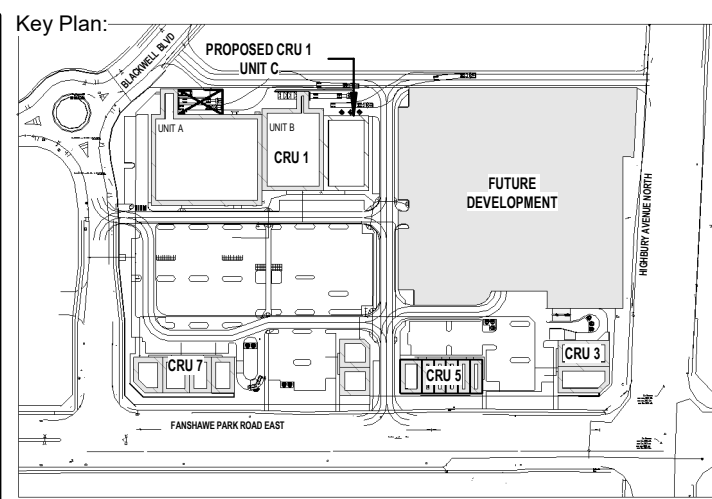 Key Plan:
BLACKWELL BLVD
PROPOSED CRU 1
UNIT C
UNIT A
UNIT B
CRU 1
FUTURE
DEVELOPMENT
HIGHBURY AVENUE NORTH
CRU 7
CRU 5
CRU 3
FANSHAWE PARK ROAD EAST